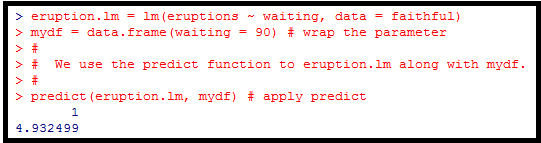 > eruption.lm = lm(eruptions ~ waiting, data = faithful)
> mydf = data.frame(waiting = 90) # wrap the parameter
> #
> #  We use the predict function to eruption.lm along with mydf.
> #
> predict(eruption.lm, mydf) # apply predict
       1
4.932499